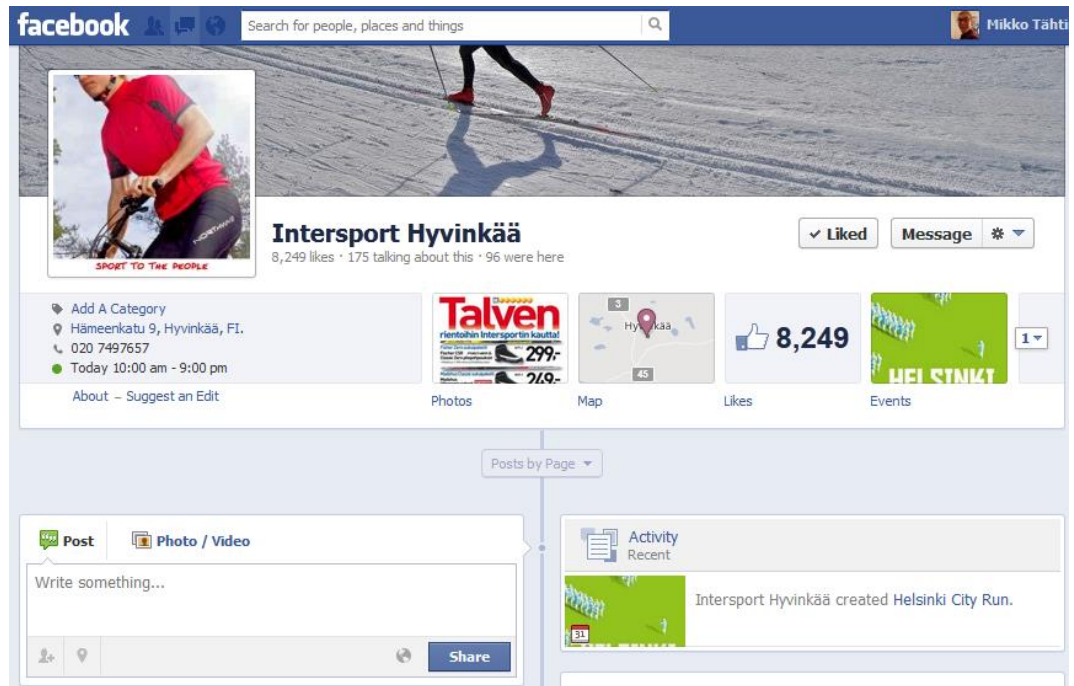 facebook
Search for people, places and things
Mikko Tähti
NORTHWAVE
SPORT TO THE PEOPLE
Intersport Hyvinkää
8,249 likes · 175 talking about this · 96 were here
✓ Liked
Message
Add A Category
Hämeenkatu 9, Hyvinkää, FI.
020 7497657
Today 10:00 am - 9:00 pm
About – Suggest an Edit
Talven
rientoihin Intersportin kautta!
299,-
249,-
Photos
3
45
Map
8,249
Likes
HELSINKI
Events
1
Posts by Page
Post
Photo / Video
Write something...
Share
Activity
Recent
Intersport Hyvinkää created Helsinki City Run.
31